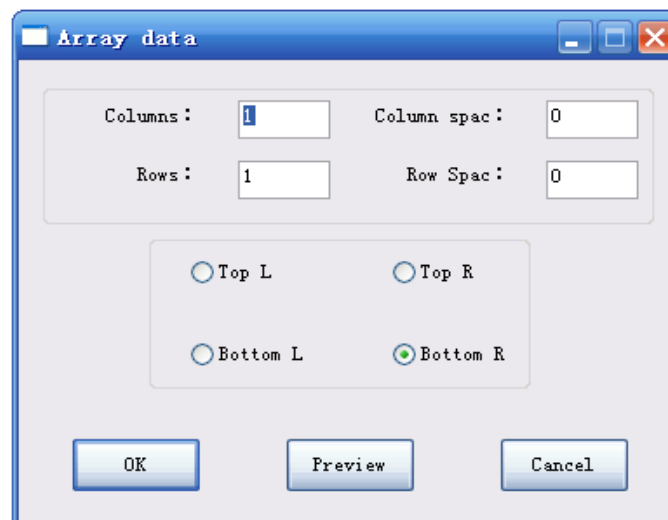 Array data
Columns: 1 Column spac: 0
Rows: 1 Row Spac: 0
Top L Top R
Bottom L Bottom R
OK Preview Cancel